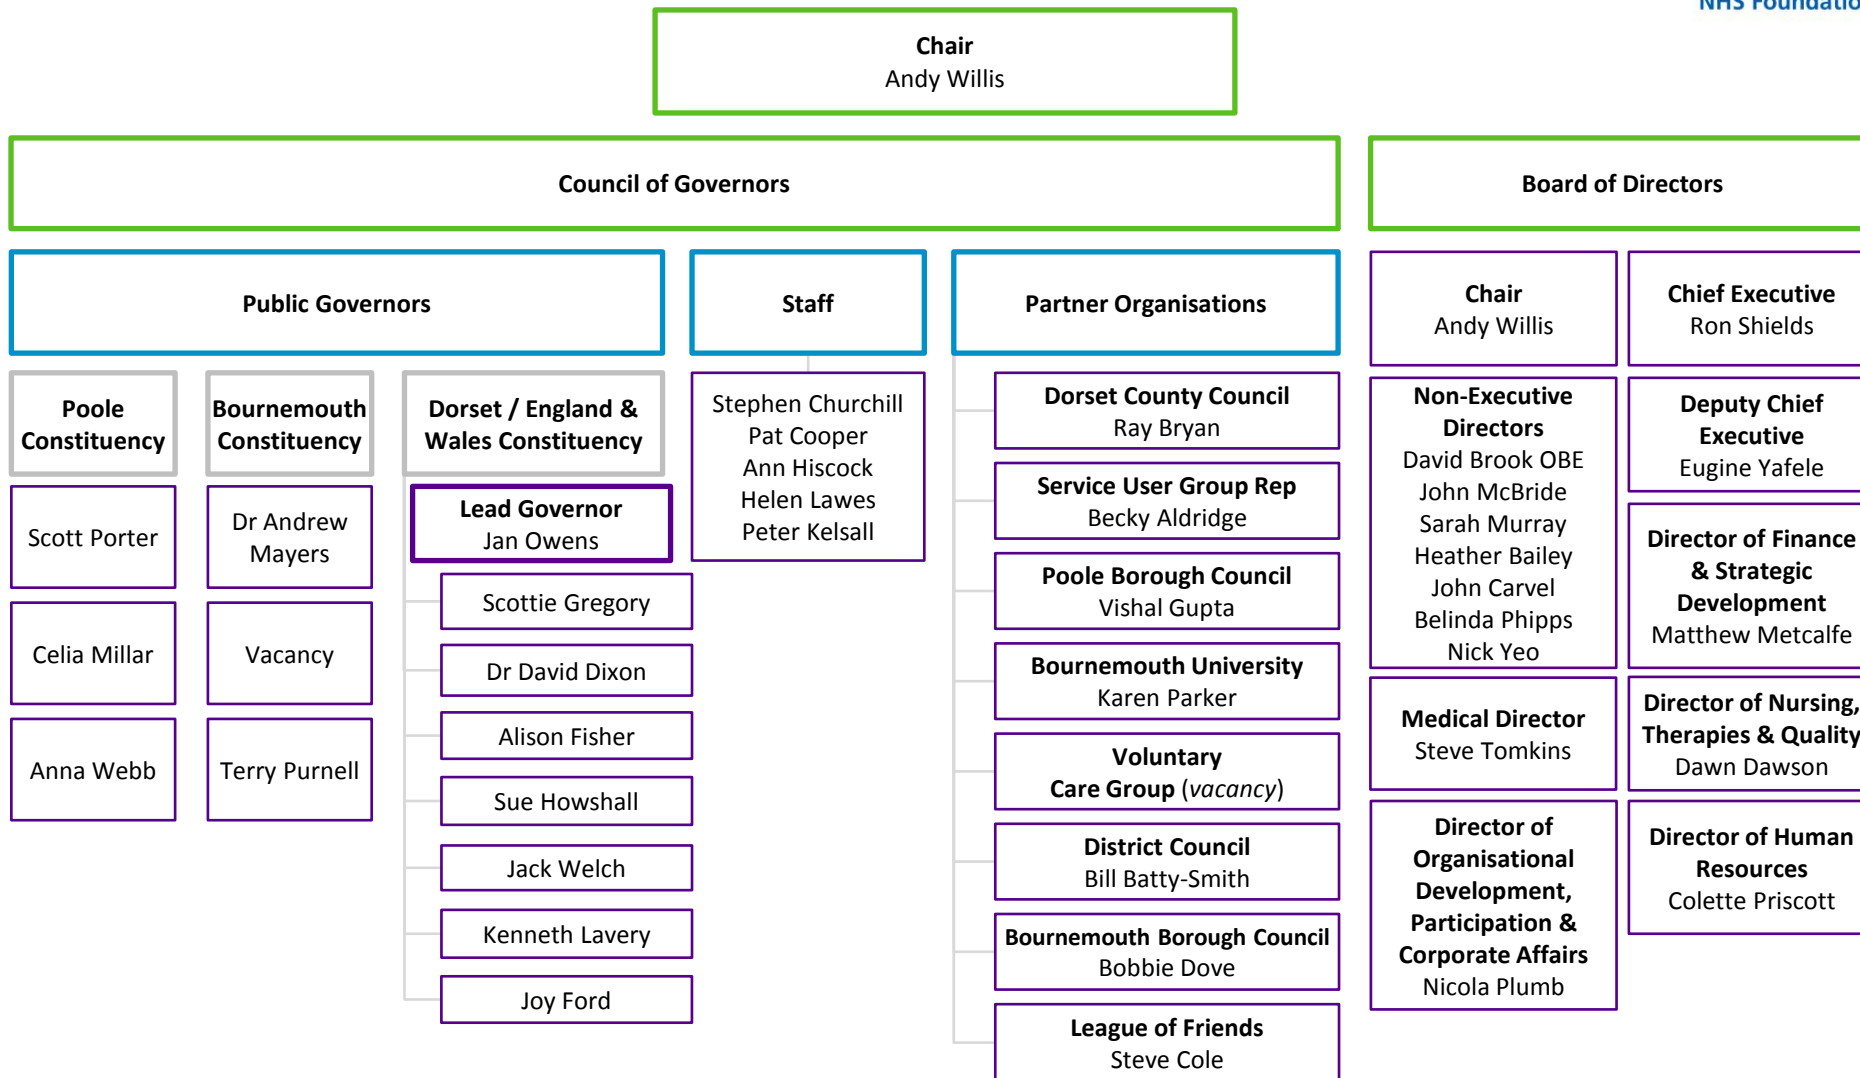 NHS Foundatio
Chair
Andy Willis
Council of Governors
Board of Directors
Public Governors
Staff
Partner Organisations
Chair
Andy Willis
Chief Executive
Ron Shields
Poole
Constituency
Bournemouth
Constituency
Dorset / England &
Wales Constituency
Scott Porter
Celia Millar
Anna Webb
Dr Andrew
Mayers
Vacancy
Terry Purnell
Lead Governor
Jan Owens
Scottie Gregory
Dr David Dixon
Alison Fisher
Sue Howshall
Jack Welch
Kenneth Lavery
Joy Ford
Stephen Churchill
Pat Cooper
Ann Hiscock
Helen Lawes
Peter Kelsall
Dorset County Council
Ray Bryan
Service User Group Rep
Becky Aldridge
Poole Borough Council
Vishal Gupta
Bournemouth University
Karen Parker
Voluntary
Care Group (vacancy)
District Council
Bill Batty-Smith
Bournemouth Borough Council
Bobbie Dove
League of Friends
Steve Cole
Non-Executive
Directors
David Brook OBE
John McBride
Sarah Murray
Heather Bailey
John Carvel
Belinda Phipps
Nick Yeo
Medical Director
Steve Tomkins
Director of
Organisational
Development,
Participation &
Corporate Affairs
Nicola Plumb
Deputy Chief
Executive
Eugine Yafele
Director of Finance
& Strategic
Development
Matthew Metcalfe
Director of Nursing,
Therapies & Quality
Dawn Dawson
Director of Human
Resources
Colette Priscott